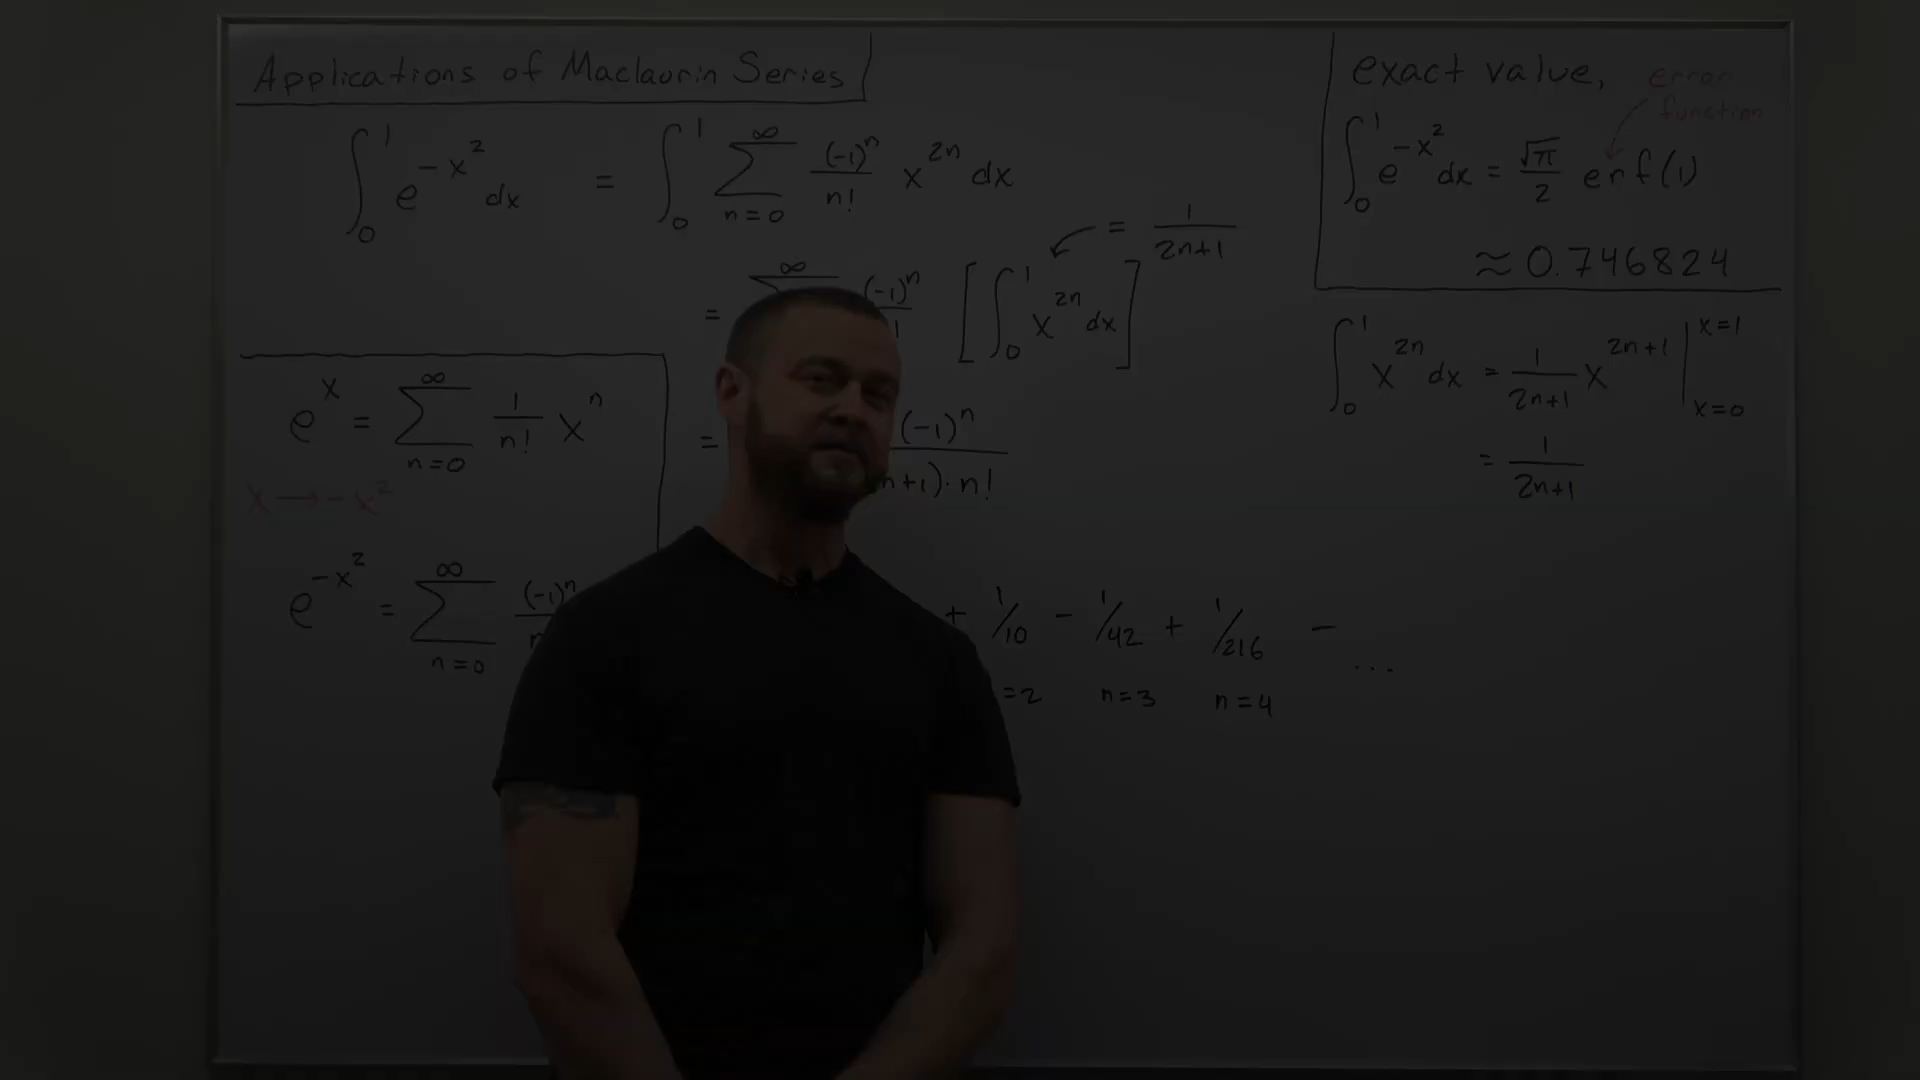 Applications of Maclaurin Series
∫₀¹ e^(-x²) dx = ∫₀¹ ∑_(n=0)^∞ (-1)ⁿ/n! x^(2n) dx
= ∞ (-1)ⁿ [∫₀¹ x^(2n) dx] = 1/(2n+1)
= (-1)ⁿ n+1)·n!
+ 1/10 - 1/42 + 1/216 - ...
=2 n=3 n=4
eˣ = ∑_(n=0)^∞ 1/n! xⁿ
x → -x²
e^(-x²) = ∑_(n=0)^∞ (-1)ⁿ
exact value,
error
function
∫₀¹ e^(-x²) dx = √π/2 erf(1)
≈ 0.746824
∫₀¹ x^(2n) dx = 1/(2n+1) x^(2n+1) |_(x=0)^(x=1)
= 1/(2n+1)